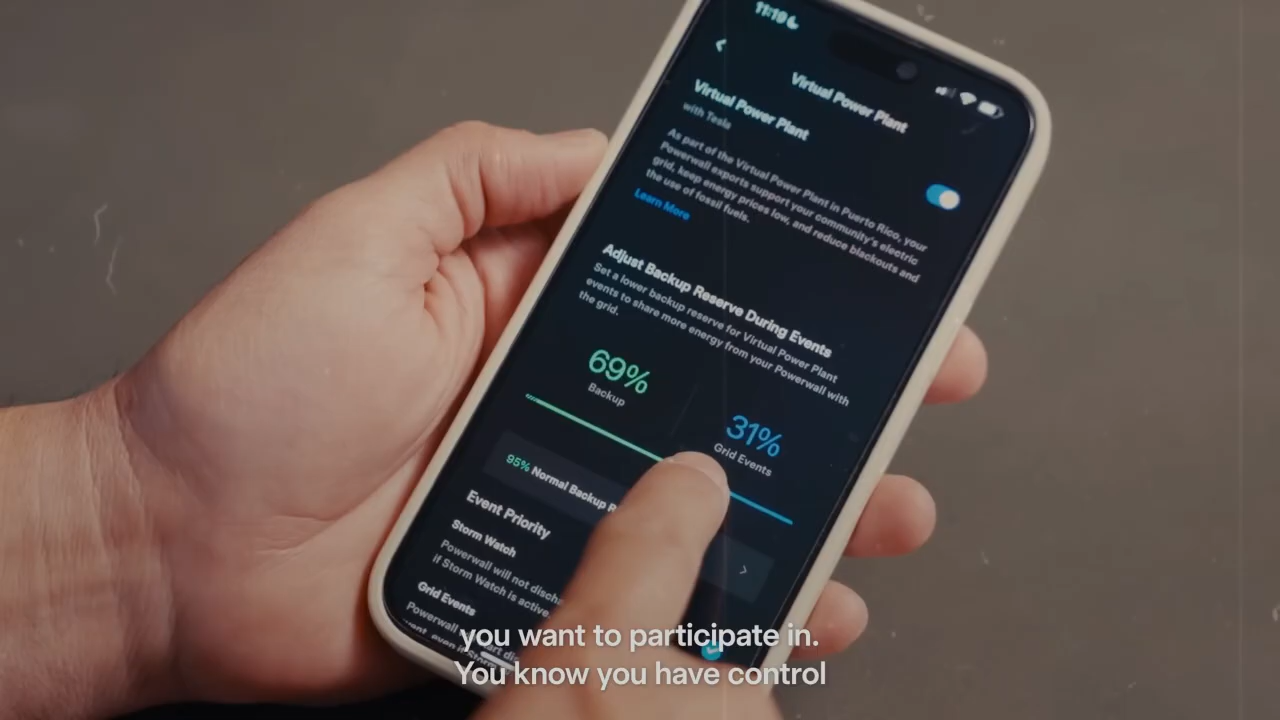 11:19
Virtual Power Plant
Virtual Power Plant
with Tesla
As part of the Virtual Power Plant in Puerto Rico, your
Powerwall exports support your community's electric
grid, keep energy prices low, and reduce blackouts and
the use of fossil fuels.
Learn More
Adjust Backup Reserve During Events
Set a lower backup reserve for Virtual Power Plant
events to share more energy from your Powerwall with
the grid.
69%
Backup
31%
Grid Events
95% Normal Backup
Event Priority
Storm Watch
Powerwall will not
if Storm Watch is active
Grid Events
Powerwall
you want to participate in.
You know you have control